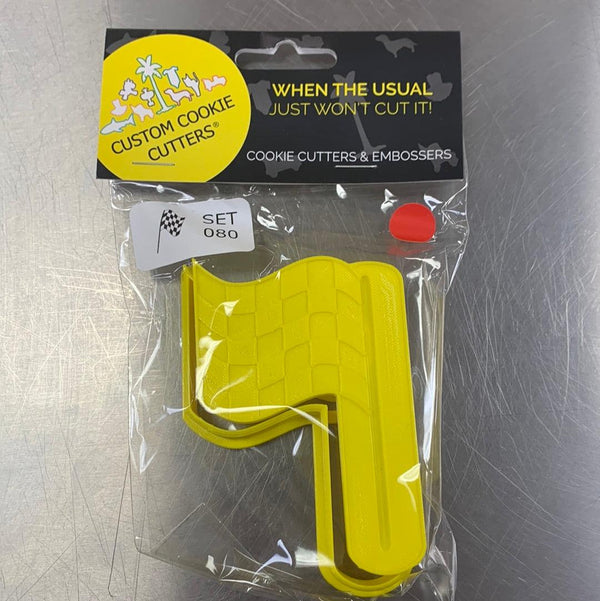 CUSTOM COOKIE
CUTTERS®
WHEN THE USUAL
JUST WON'T CUT IT!
COOKIE CUTTERS & EMBOSSERS
SET
080